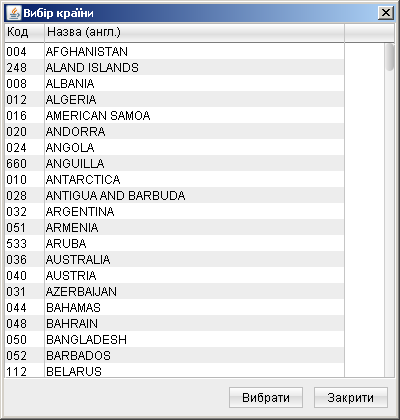 Вибір країни
Код Назва (англ.)
004 AFGHANISTAN
248 ALAND ISLANDS
008 ALBANIA
012 ALGERIA
016 AMERICAN SAMOA
020 ANDORRA
024 ANGOLA
660 ANGUILLA
010 ANTARCTICA
028 ANTIGUA AND BARBUDA
032 ARGENTINA
051 ARMENIA
533 ARUBA
036 AUSTRALIA
040 AUSTRIA
031 AZERBAIJAN
044 BAHAMAS
048 BAHRAIN
050 BANGLADESH
052 BARBADOS
112 BELARUS
Вибрати Закрити